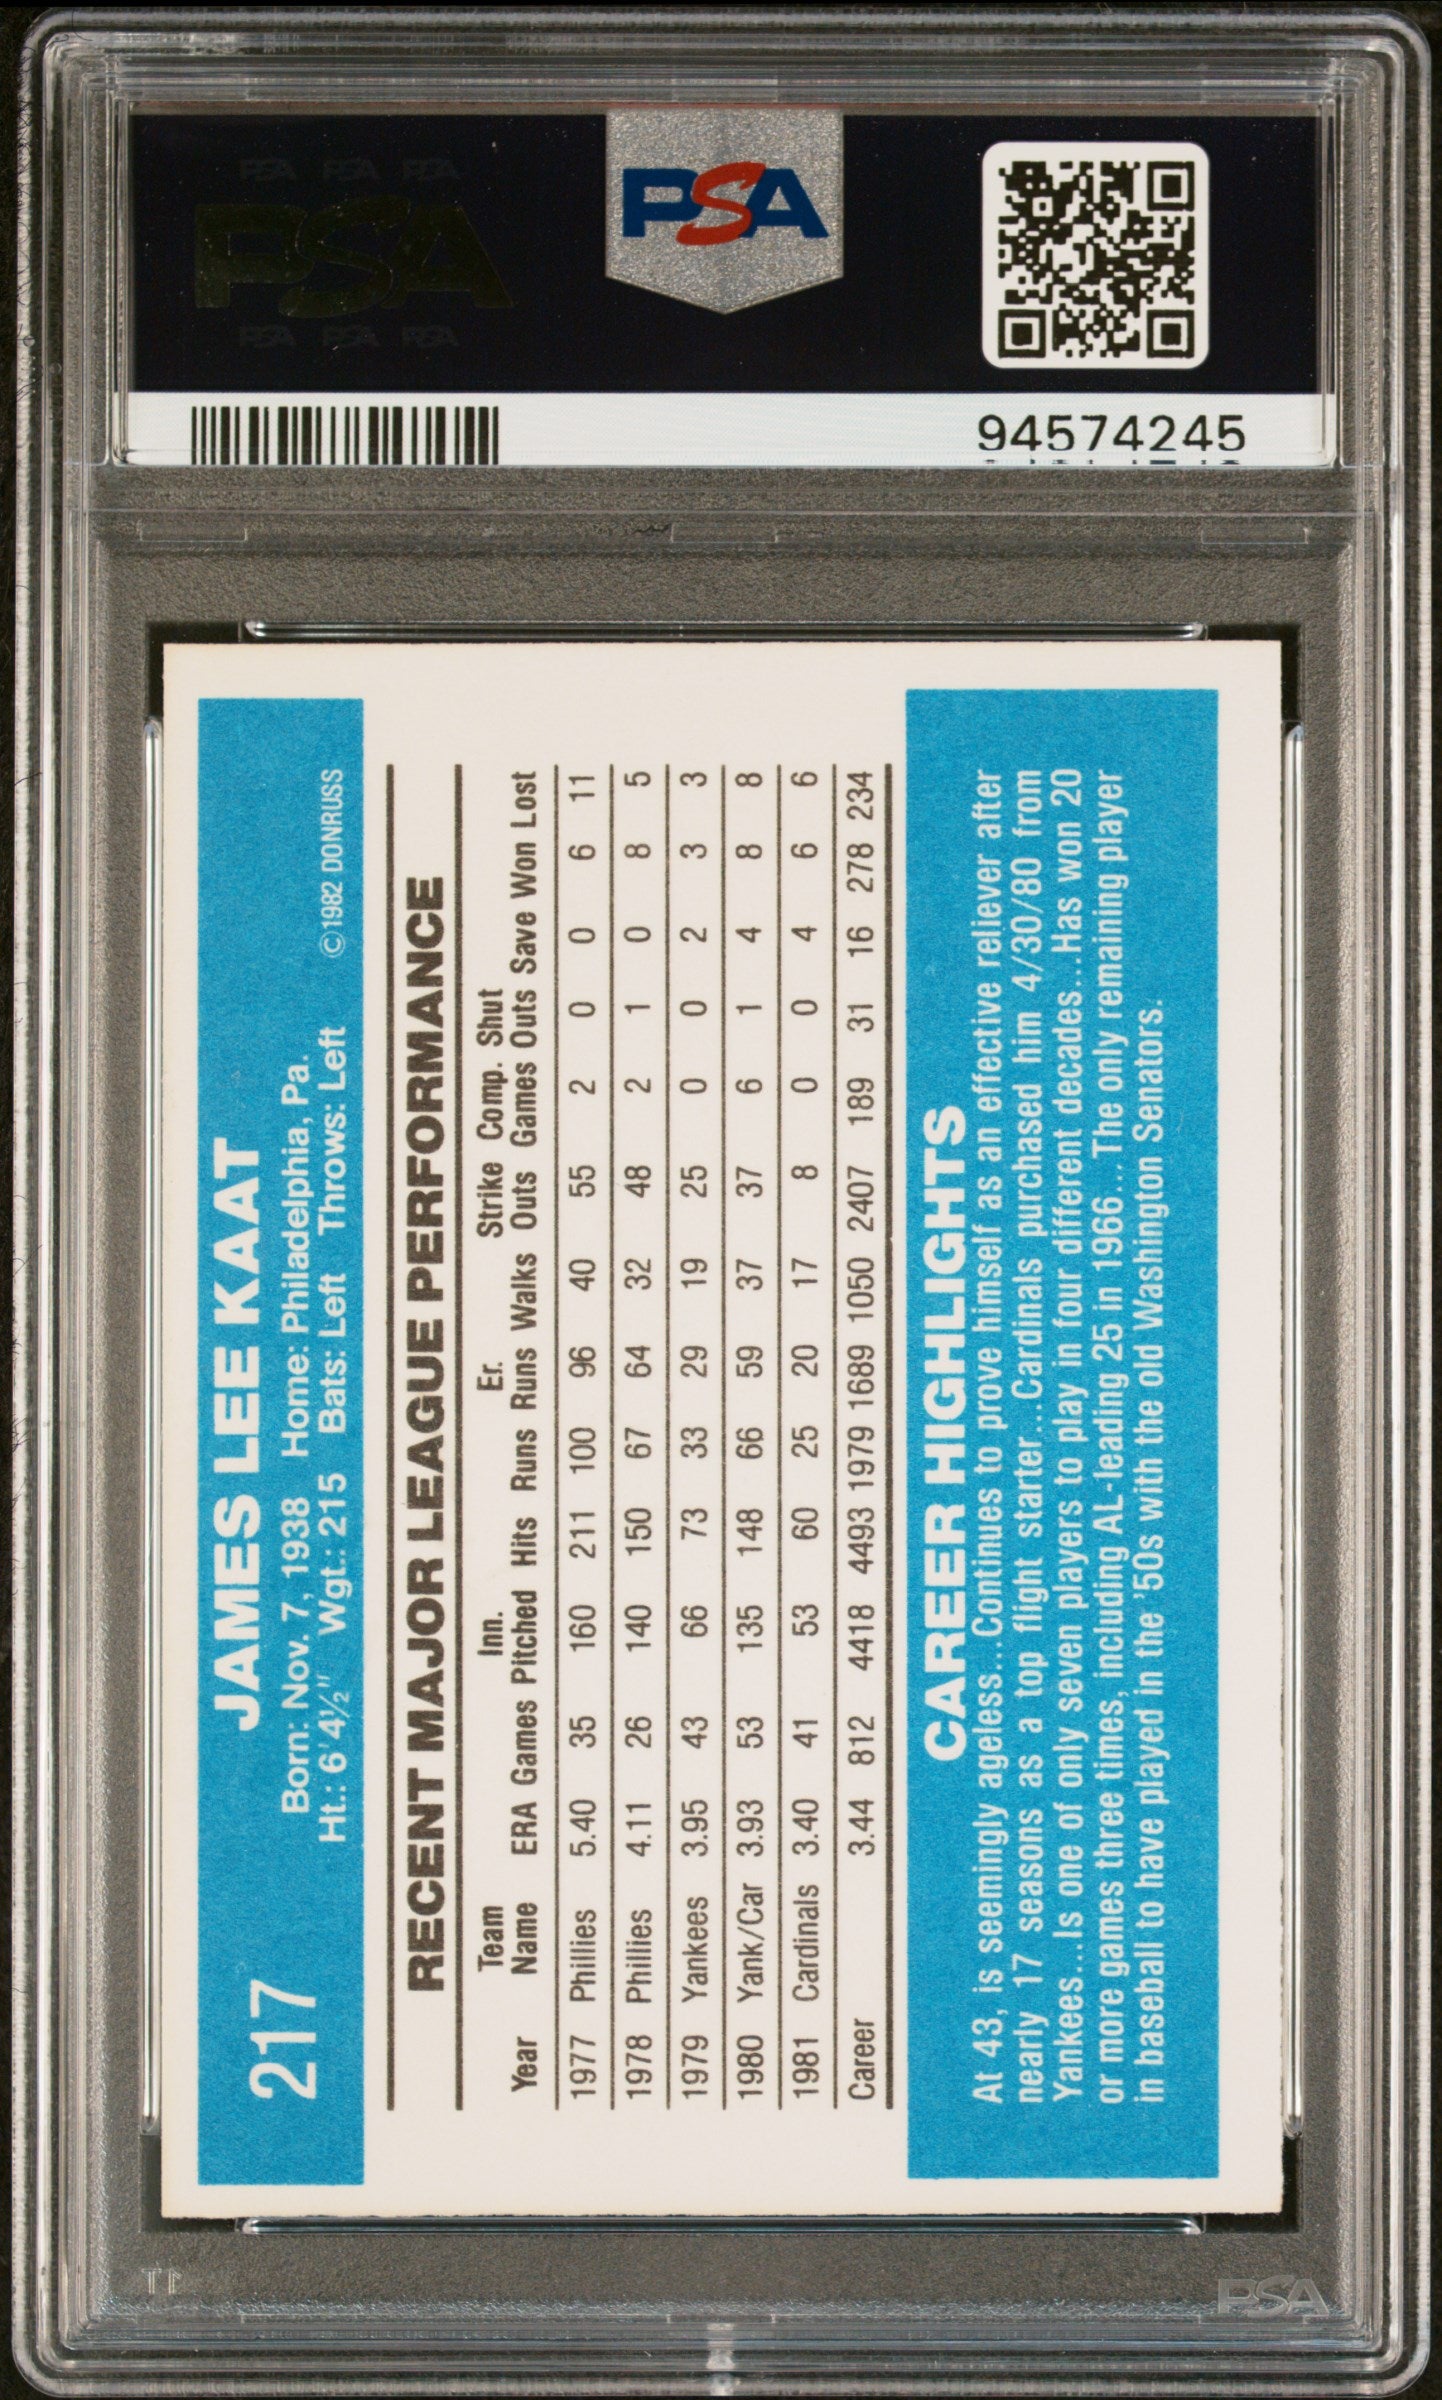 PSA PSA PSA
PSA
PSA PSA PSA
PSA
94574245
217
JAMES LEE KAAT
Born: Nov. 7, 1938 Home: Philadelphia, Pa.
Ht.: 6'4½" Wgt.: 215 Bats: Left Throws: Left ©1982 DONRUSS
RECENT MAJOR LEAGUE PERFORMANCE
Team Inn. Er. Strike Comp. Shut
Year Name ERA Games Pitched Hits Runs Runs Walks Outs Games Outs Save Won Lost
1977 Phillies 5.40 35 160 211 100 96 40 55 2 0 0 6 11
1978 Phillies 4.11 26 140 150 67 64 32 48 2 1 0 8 5
1979 Yankees 3.95 43 66 73 33 29 19 25 0 0 2 3 3
1980 Yank/Car 3.93 53 135 148 66 59 37 37 6 1 4 8 8
1981 Cardinals 3.40 41 53 60 25 20 17 8 0 0 4 6 6
Career 3.44 812 4418 4493 1979 1689 1050 2407 189 31 16 278 234
CAREER HIGHLIGHTS
At 43, is seemingly ageless...Continues to prove himself as an effective reliever after
nearly 17 seasons as a top flight starter...Cardinals purchased him 4/30/80 from
Yankees...Is one of only seven players to play in four different decades...Has won 20
or more games three times, including AL-leading 25 in 1966...The only remaining player
in baseball to have played in the '50s with the old Washington Senators.
PSA